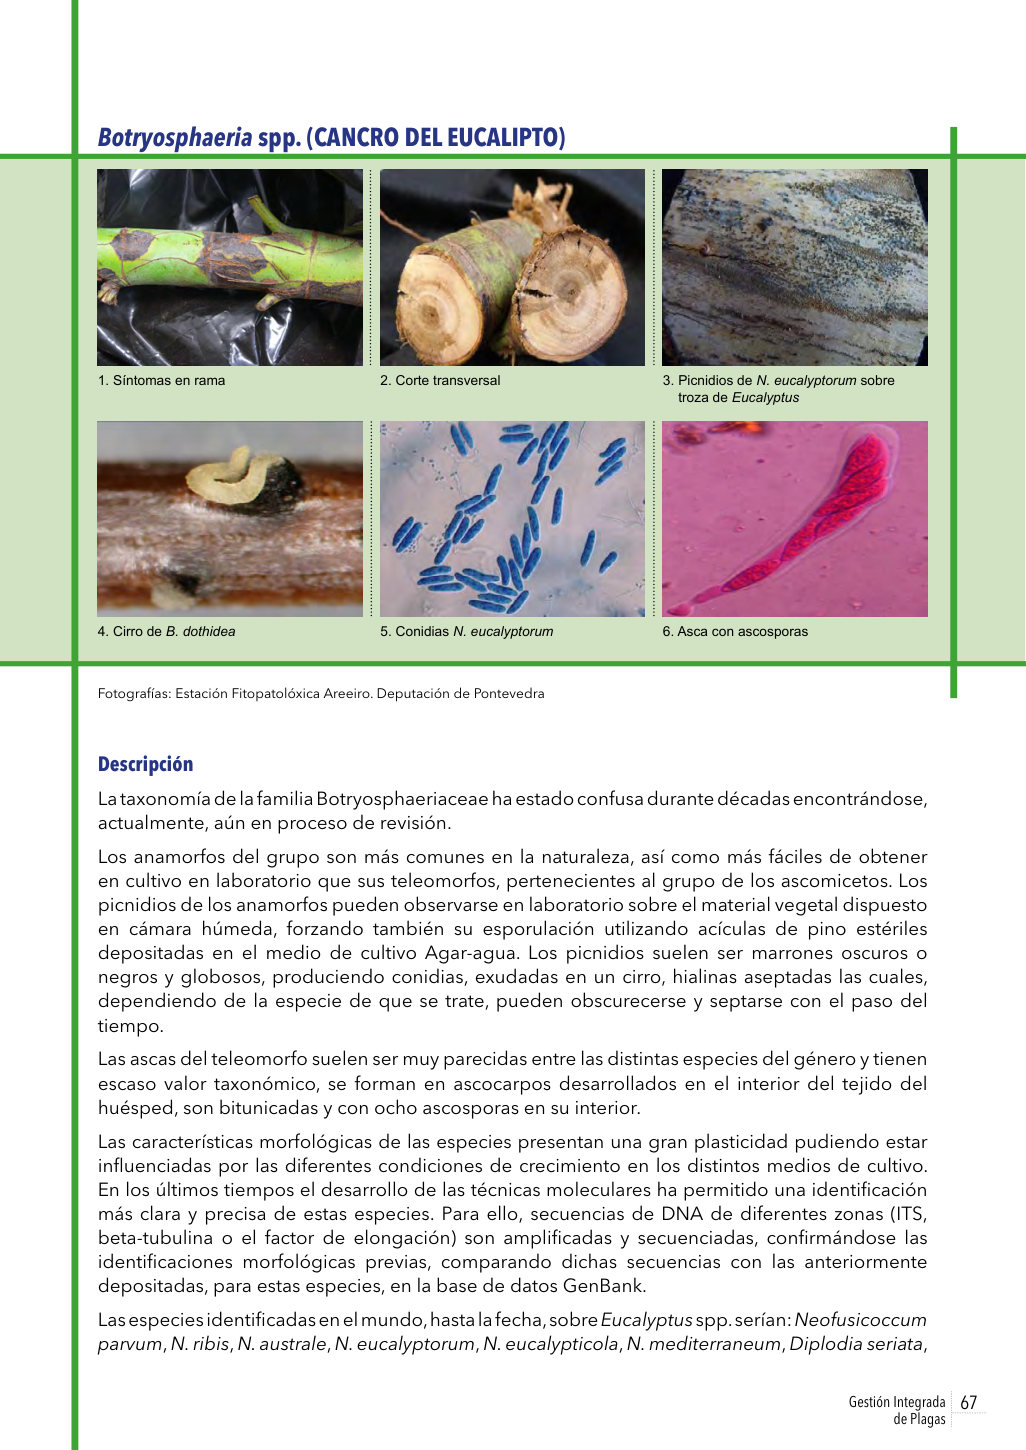 Botryosphaeria spp. (CANCRO DEL EUCALIPTO)
1. Síntomas en rama
2. Corte transversal
3. Picnidios de N. eucalyptorum sobre
troza de Eucalyptus
4. Cirro de B. dothidea
5. Conidias N. eucalyptorum
6. Asca con ascosporas
Fotografías: Estación Fitopatolóxica Areeiro. Deputación de Pontevedra
Descripción
La taxonomía de la familia Botryosphaeriaceae ha estado confusa durante décadas encontrándose,
actualmente, aún en proceso de revisión.
Los anamorfos del grupo son más comunes en la naturaleza, así como más fáciles de obtener
en cultivo en laboratorio que sus teleomorfos, pertenecientes al grupo de los ascomicetos. Los
picnidios de los anamorfos pueden observarse en laboratorio sobre el material vegetal dispuesto
en cámara húmeda, forzando también su esporulación utilizando acículas de pino estériles
depositadas en el medio de cultivo Agar-agua. Los picnidios suelen ser marrones oscuros o
negros y globosos, produciendo conidias, exudadas en un cirro, hialinas aseptadas las cuales,
dependiendo de la especie de que se trate, pueden obscurecerse y septarse con el paso del
tiempo.
Las ascas del teleomorfo suelen ser muy parecidas entre las distintas especies del género y tienen
escaso valor taxonómico, se forman en ascocarpos desarrollados en el interior del tejido del
huésped, son bitunicadas y con ocho ascosporas en su interior.
Las características morfológicas de las especies presentan una gran plasticidad pudiendo estar
influenciadas por las diferentes condiciones de crecimiento en los distintos medios de cultivo.
En los últimos tiempos el desarrollo de las técnicas moleculares ha permitido una identificación
más clara y precisa de estas especies. Para ello, secuencias de DNA de diferentes zonas (ITS,
beta-tubulina o el factor de elongación) son amplificadas y secuenciadas, confirmándose las
identificaciones morfológicas previas, comparando dichas secuencias con las anteriormente
depositadas, para estas especies, en la base de datos GenBank.
Las especies identificadas en el mundo, hasta la fecha, sobre Eucalyptus spp. serían: Neofusicoccum
parvum, N. ribis, N. australe, N. eucalyptorum, N. eucalypticola, N. mediterraneum, Diplodia seriata,
Gestión Integrada
de Plagas
67